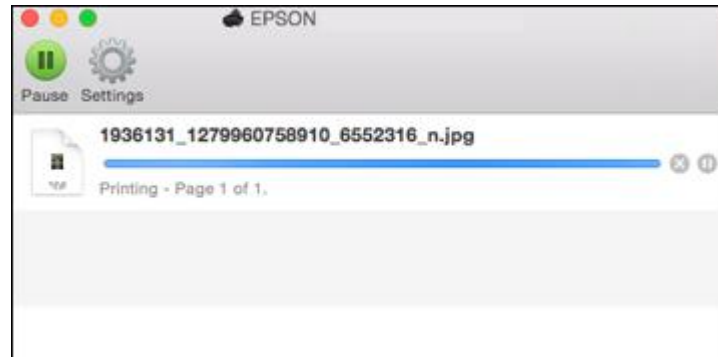 EPSON
Pause Settings
1936131_1279960758910_6552316_n.jpg
Printing - Page 1 of 1.